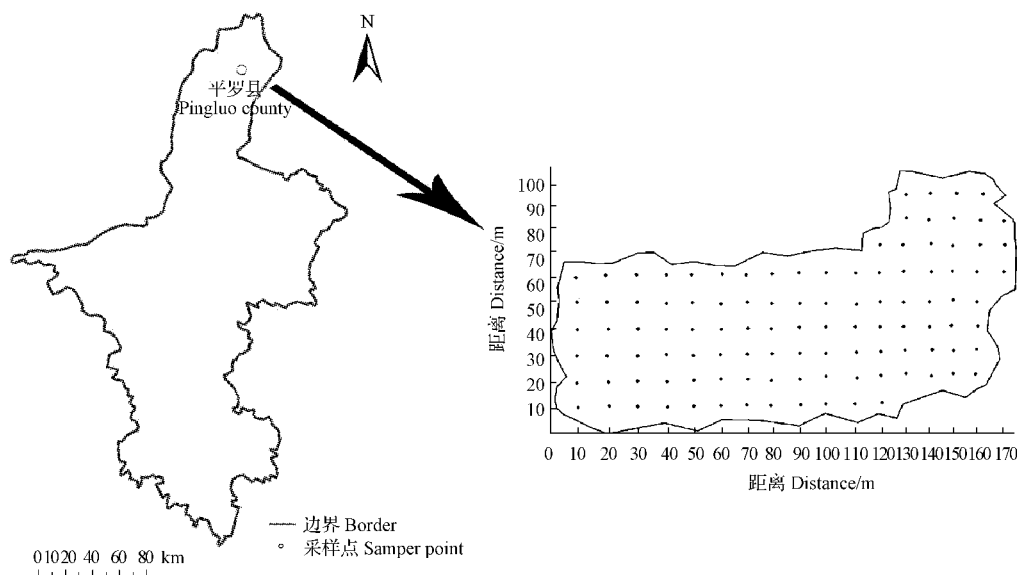 N
平罗县
Pingluo county
— 边界 Border
○ 采样点 Samper point
0 10 20 40 60 80 km
距离 Distance/m
100
90
80
70
60
50
40
30
20
10
0 10 20 30 40 50 60 70 80 90 100 110 120 130 140 150 160 170
距离 Distance/m